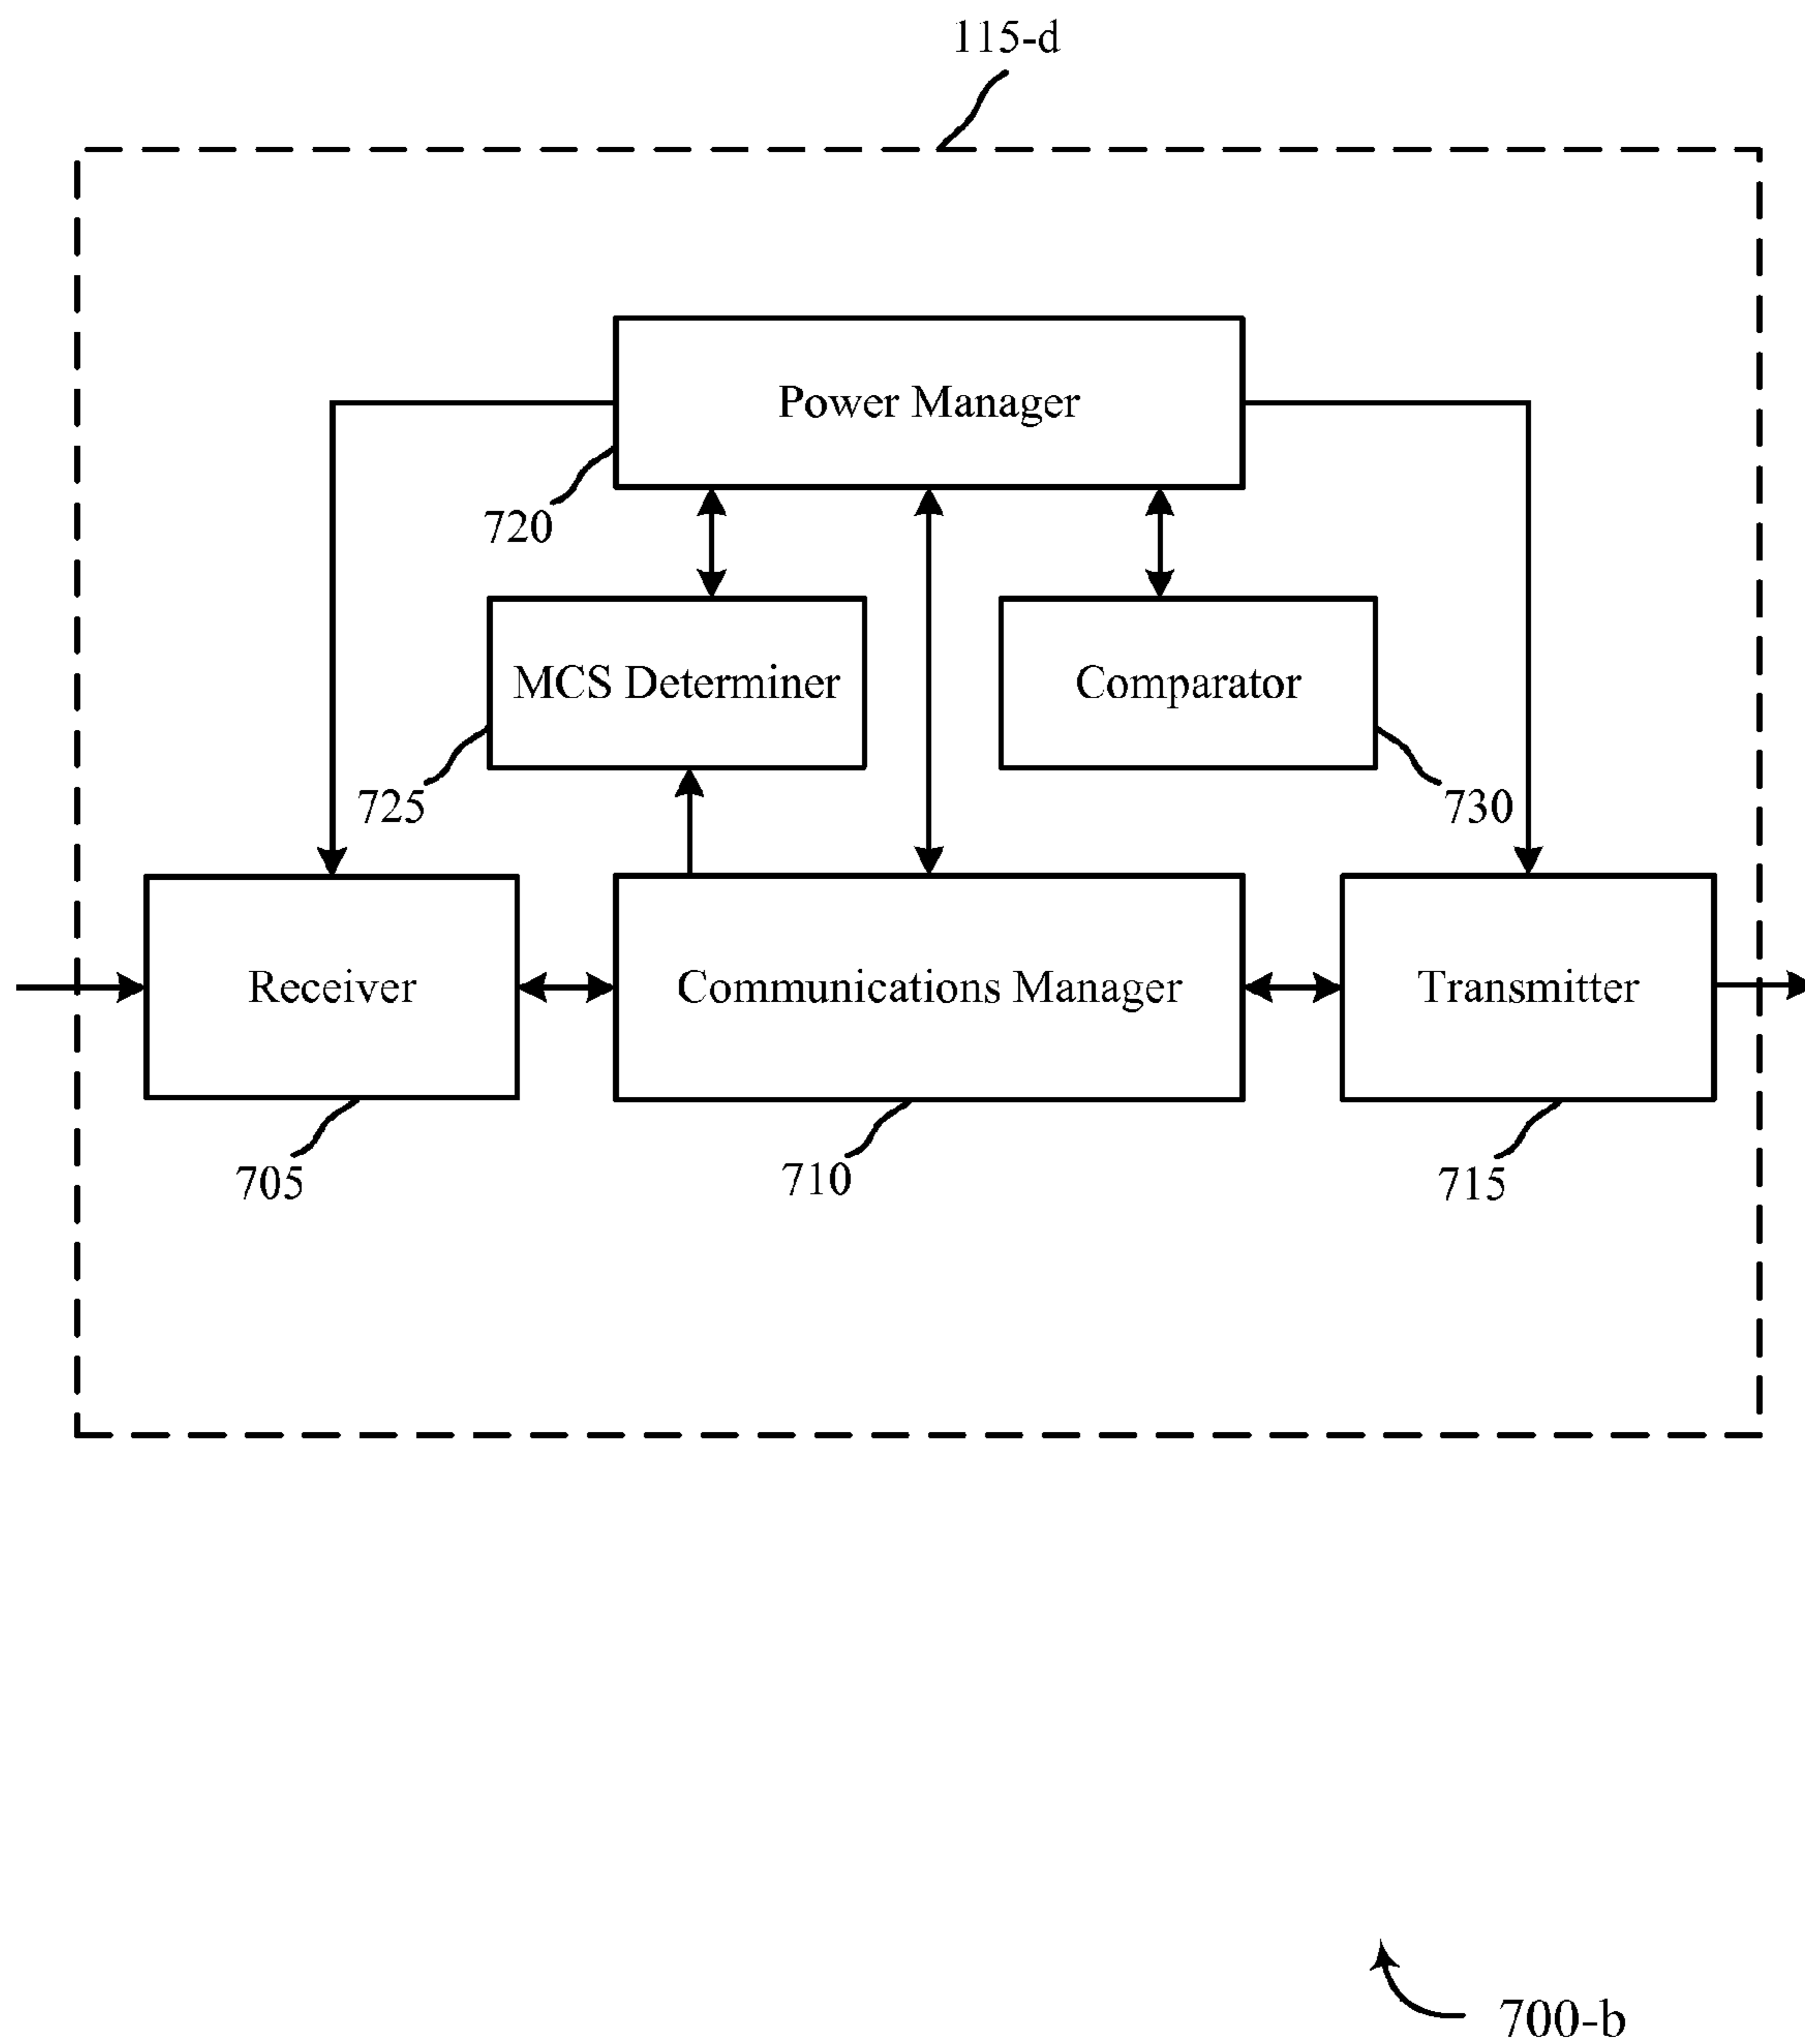 115-d
Power Manager
720
MCS Determiner
Comparator
725
730
Receiver
Communications Manager
Transmitter
705
710
715
700-b